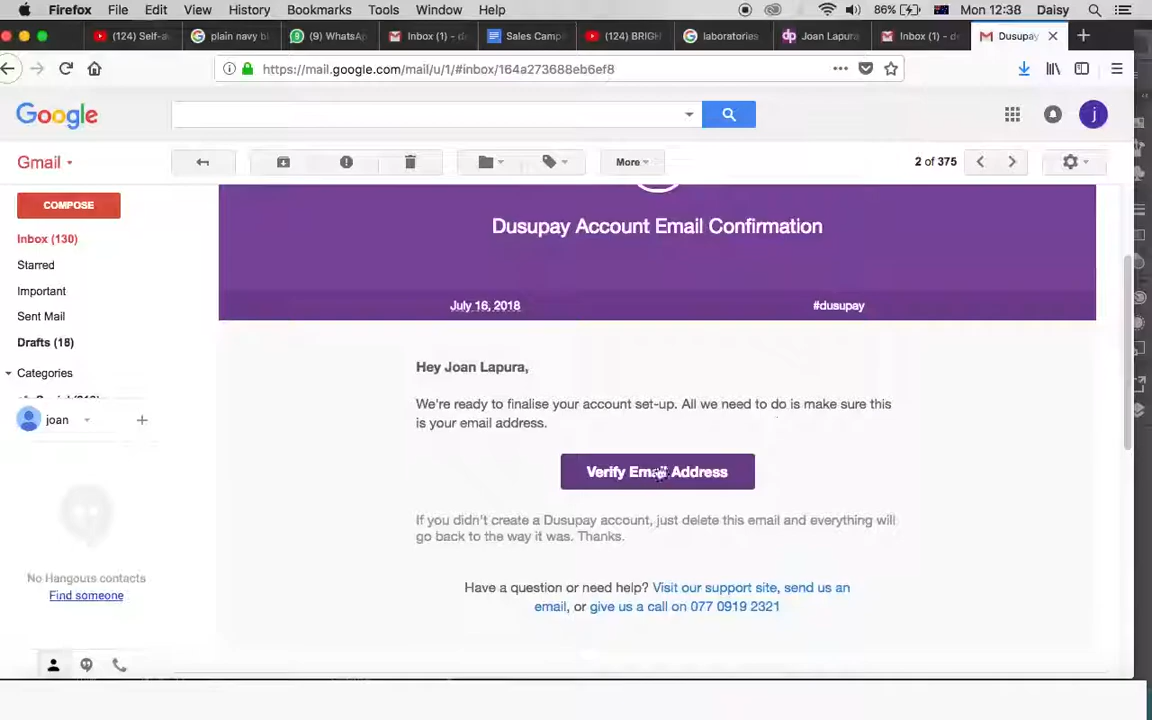 Firefox File Edit View History Bookmarks Tools Window Help 86% Mon 12:38 Daisy
(124) Self-a plain navy b (9) WhatsA Inbox (1) - d Sales Camp (124) BRIGH laboratories dp Joan Lapura Inbox (1) - d Dusupay
https://mail.google.com/mail/u/1/#inbox/164a273688eb6ef8
Google j
Gmail More 2 of 375
COMPOSE
Inbox (130)
Starred
Important
Sent Mail
Drafts (18)
Categories
joan
No Hangouts contacts
Find someone
Dusupay Account Email Confirmation
July 16, 2018 #dusupay
Hey Joan Lapura,
We're ready to finalise your account set-up. All we need to do is make sure this
is your email address.
Verify Email Address
If you didn't create a Dusupay account, just delete this email and everything will
go back to the way it was. Thanks.
Have a question or need help? Visit our support site, send us an
email, or give us a call on 077 0919 2321